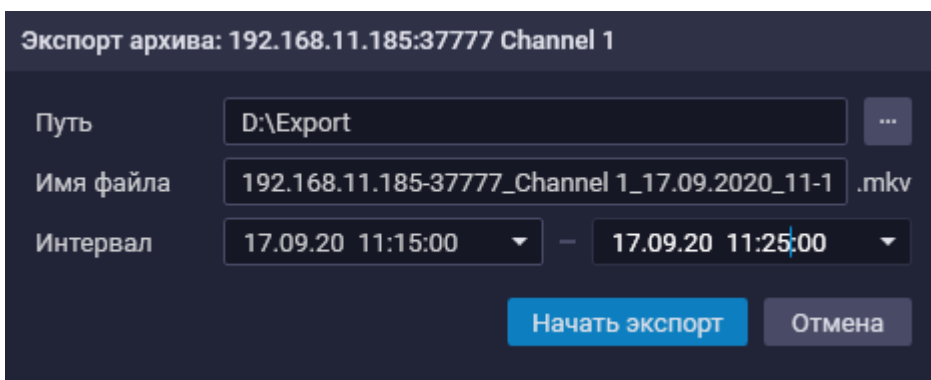 Экспорт архива: 192.168.11.185:37777 Channel 1
Путь D:\Export ...
Имя файла 192.168.11.185-37777_Channel 1_17.09.2020_11-1 .mkv
Интервал 17.09.20 11:15:00 – 17.09.20 11:25:00
Начать экспорт Отмена